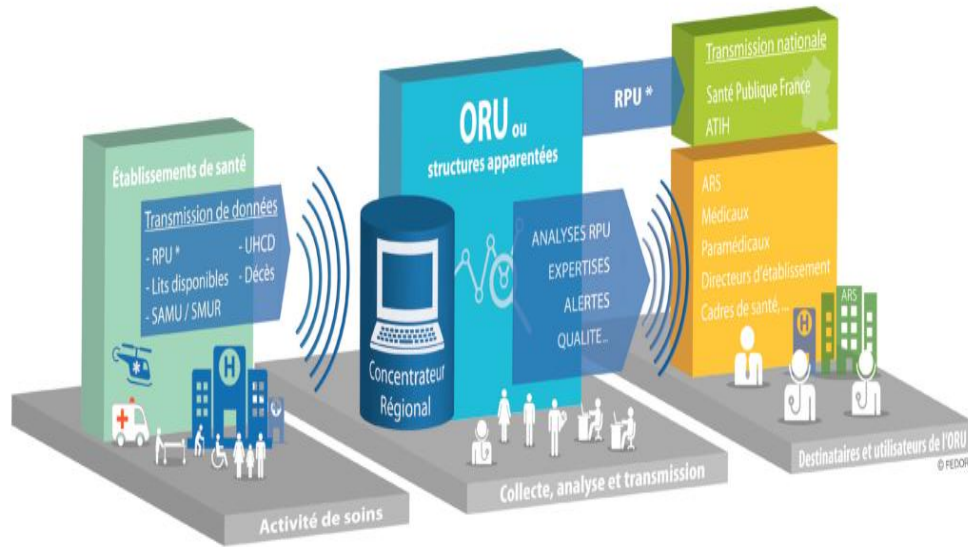 Établissements de santé
Transmission de données
- RPU *
- Lits disponibles
- SAMU / SMUR
- UHCD
- Décès
H
H
Activité de soins
ORU ou
structures apparentées
Concentrateur
Régional
ANALYSES RPU
EXPERTISES
ALERTES
QUALITE...
Collecte, analyse et transmission
RPU *
Transmission nationale
Santé Publique France
ATIH
ARS
Médicaux
Paramédicaux
Directeurs d'établissement
Cadres de santé, ...
H
ARS
Destinataires et utilisateurs de l'ORU